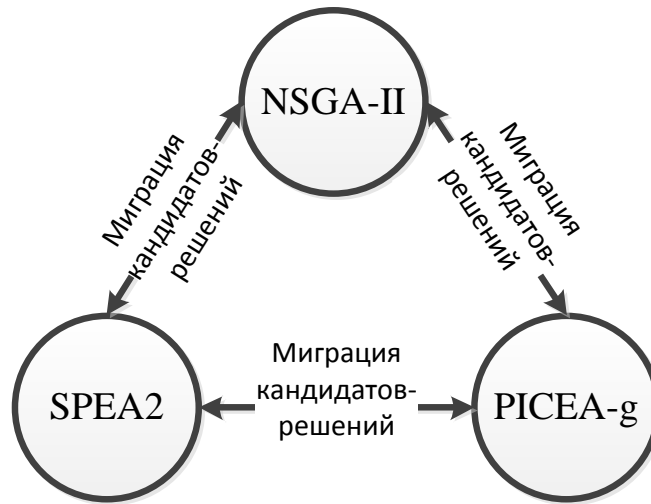 NSGA-II
Миграция
кандидатов-
решений
Миграция
кандидатов-
решений
Миграция
кандидатов-
решений
SPEA2
PICEA-g